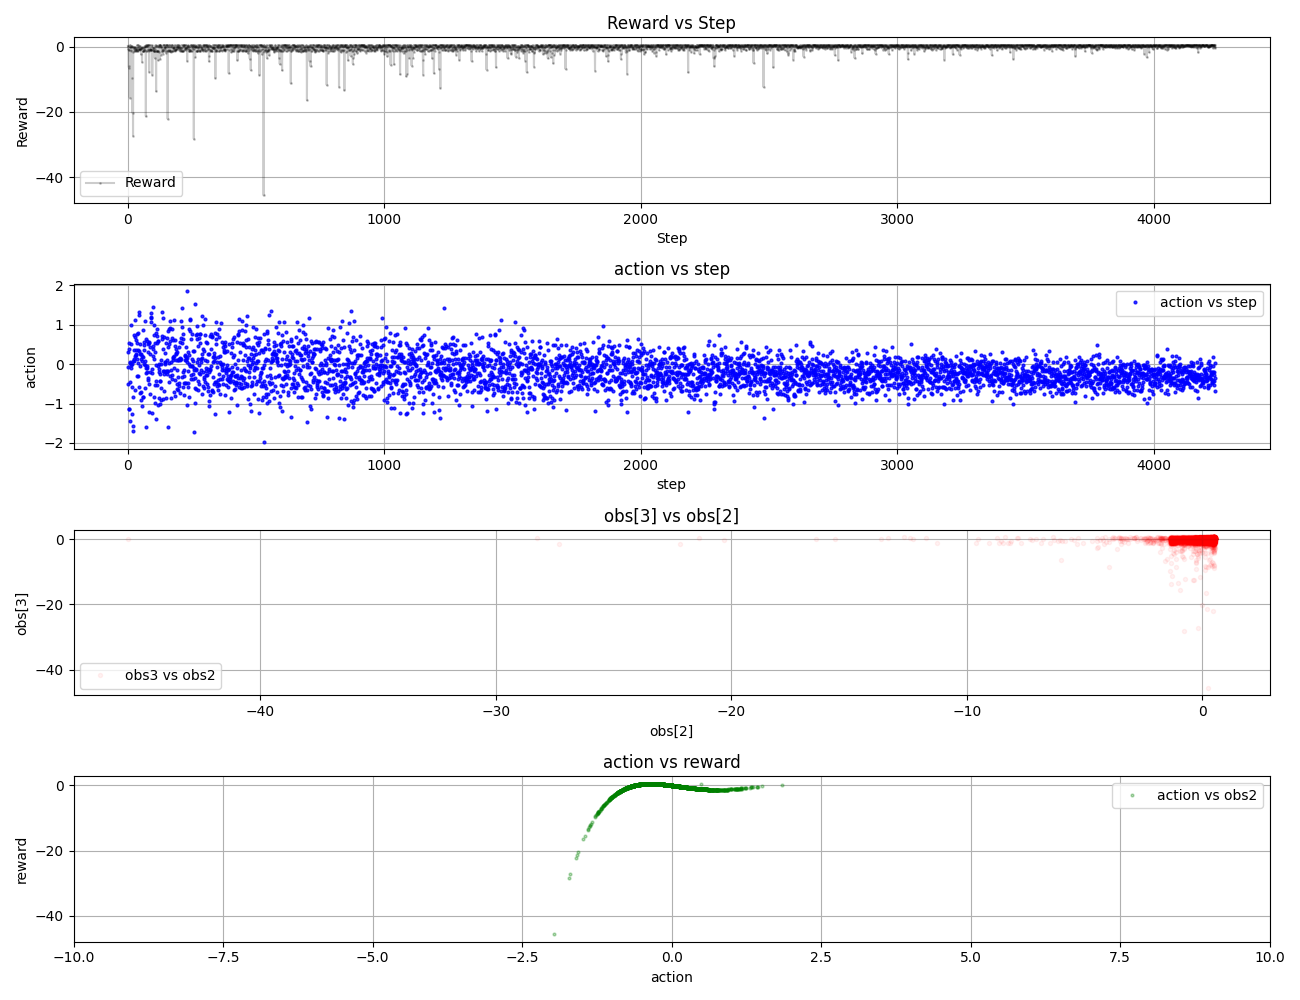 Reward vs Step
0
−20
−40
Reward
Reward
0 1000 2000 3000 4000
Step
action vs step
2
1
0
−1
−2
action
action vs step
0 1000 2000 3000 4000
step
obs[3] vs obs[2]
0
−20
−40
obs[3]
obs3 vs obs2
−40 −30 −20 −10 0
obs[2]
action vs reward
0
−20
−40
reward
action vs obs2
−10.0 −7.5 −5.0 −2.5 0.0 2.5 5.0 7.5 10.0
action